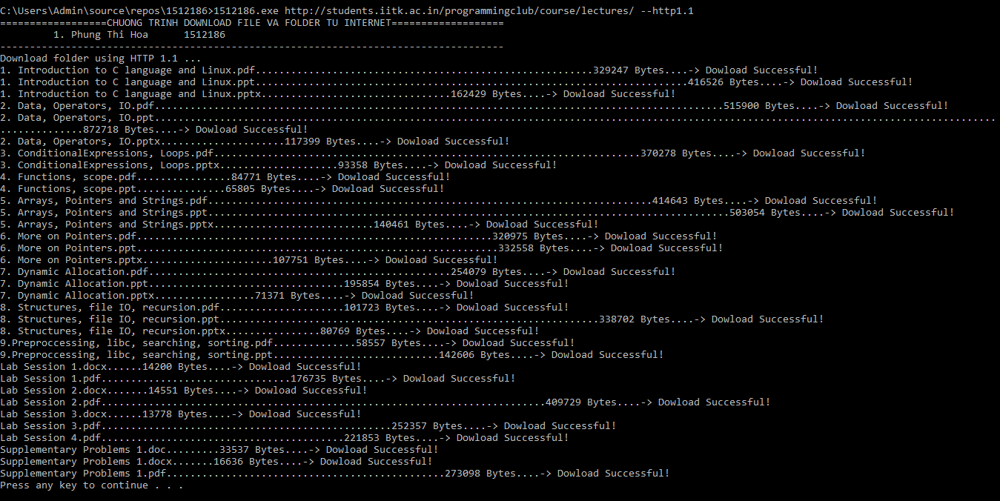 C:\Users\Admin\source\repos\1512186>1512186.exe http://students.iitk.ac.in/programmingclub/course/lectures/ --http1.1
==================CHUONG TRINH DOWNLOAD FILE VA FOLDER TU INTERNET===================
1. Phung Thi Hoa      1512186
-------------------------------------------------------------------------------------
Download folder using HTTP 1.1 ...
1. Introduction to C language and Linux.pdf.........................................................329247 Bytes....-> Dowload Successful!
1. Introduction to C language and Linux.ppt.........................................................................416526 Bytes....-> Dowload Successful!
1. Introduction to C language and Linux.pptx................................162429 Bytes....-> Dowload Successful!
2. Data, Operators, IO.pdf................................................................................................515900 Bytes....-> Dowload Successful!
2. Data, Operators, IO.ppt..............................................................................................................................................
..............872718 Bytes....-> Dowload Successful!
2. Data, Operators, IO.pptx.....................117399 Bytes....-> Dowload Successful!
3. ConditionalExpressions, Loops.pdf........................................................................370278 Bytes....-> Dowload Successful!
3. ConditionalExpressions, Loops.pptx....................93358 Bytes....-> Dowload Successful!
4. Functions, scope.pdf................84771 Bytes....-> Dowload Successful!
4. Functions, scope.ppt...............65805 Bytes....-> Dowload Successful!
5. Arrays, Pointers and Strings.pdf...........................................................................414643 Bytes....-> Dowload Successful!
5. Arrays, Pointers and Strings.ppt........................................................................................503054 Bytes....-> Dowload Successful!
5. Arrays, Pointers and Strings.pptx...........................140461 Bytes....-> Dowload Successful!
6. More on Pointers.pdf............................................................320975 Bytes....-> Dowload Successful!
6. More on Pointers.ppt.............................................................332558 Bytes....-> Dowload Successful!
6. More on Pointers.pptx......................107751 Bytes....-> Dowload Successful!
7. Dynamic Allocation.pdf...................................................254079 Bytes....-> Dowload Successful!
7. Dynamic Allocation.ppt.................................195854 Bytes....-> Dowload Successful!
7. Dynamic Allocation.pptx.................71371 Bytes....-> Dowload Successful!
8. Structures, file IO, recursion.pdf.....................101723 Bytes....-> Dowload Successful!
8. Structures, file IO, recursion.ppt................................................................338702 Bytes....-> Dowload Successful!
8. Structures, file IO, recursion.pptx................80769 Bytes....-> Dowload Successful!
9.Preproccessing, libc, searching, sorting.pdf..............58557 Bytes....-> Dowload Successful!
9.Preproccessing, libc, searching, sorting.ppt............................142606 Bytes....-> Dowload Successful!
Lab Session 1.docx......14200 Bytes....-> Dowload Successful!
Lab Session 1.pdf................................176735 Bytes....-> Dowload Successful!
Lab Session 2.docx.......14551 Bytes....-> Dowload Successful!
Lab Session 2.pdf...........................................................................409729 Bytes....-> Dowload Successful!
Lab Session 3.docx......13778 Bytes....-> Dowload Successful!
Lab Session 3.pdf.................................................252357 Bytes....-> Dowload Successful!
Lab Session 4.pdf.........................................221853 Bytes....-> Dowload Successful!
Supplementary Problems 1.doc.........33537 Bytes....-> Dowload Successful!
Supplementary Problems 1.docx.......16636 Bytes....-> Dowload Successful!
Supplementary Problems 1.pdf...............................................273098 Bytes....-> Dowload Successful!
Press any key to continue . . .